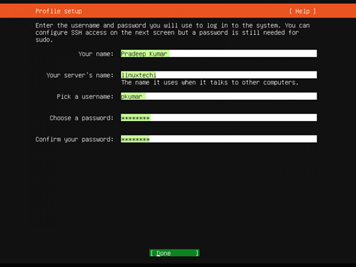 Profile setup [ Help ]
Enter the username and password you will use to log in to the system. You can
configure SSH access on the next screen but a password is still needed for
sudo.
Your name: Pradeep Kumar
Your server's name: linuxtechi
The name it uses when it talks to other computers.
Pick a username: pkumar
Choose a password: ********
Confirm your password: ********
[ Done ]